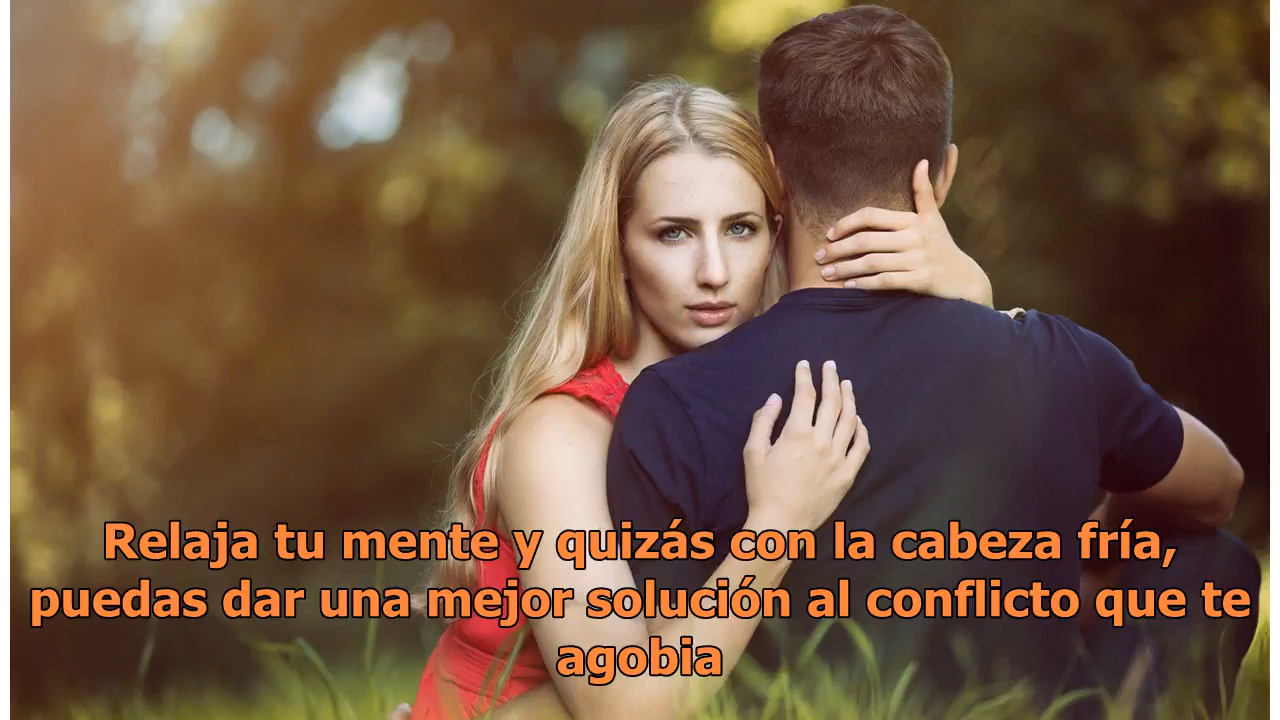 Relaja tu mente y quizás con la cabeza fría,
puedas dar una mejor solución al conflicto que te
agobia